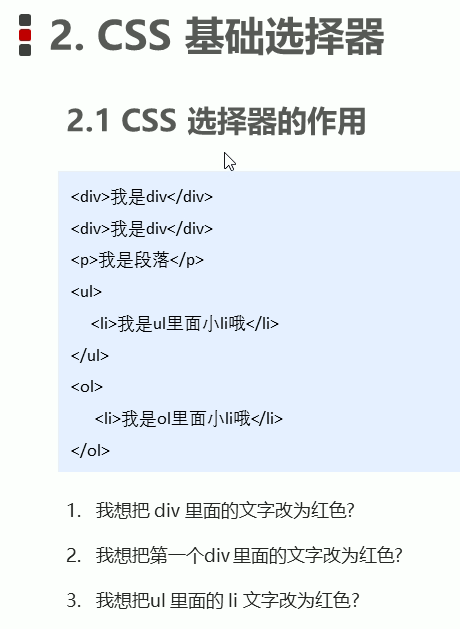 2. CSS 基础选择器
2.1 CSS 选择器的作用
<div>我是div</div>
<div>我是div</div>
<p>我是段落</p>
<ul>
<li>我是ul里面小li哦</li>
</ul>
<ol>
<li>我是ol里面小li哦</li>
</ol>
1. 我想把 div 里面的文字改为红色?
2. 我想把第一个div 里面的文字改为红色?
3. 我想把ul 里面的 li 文字改为红色?